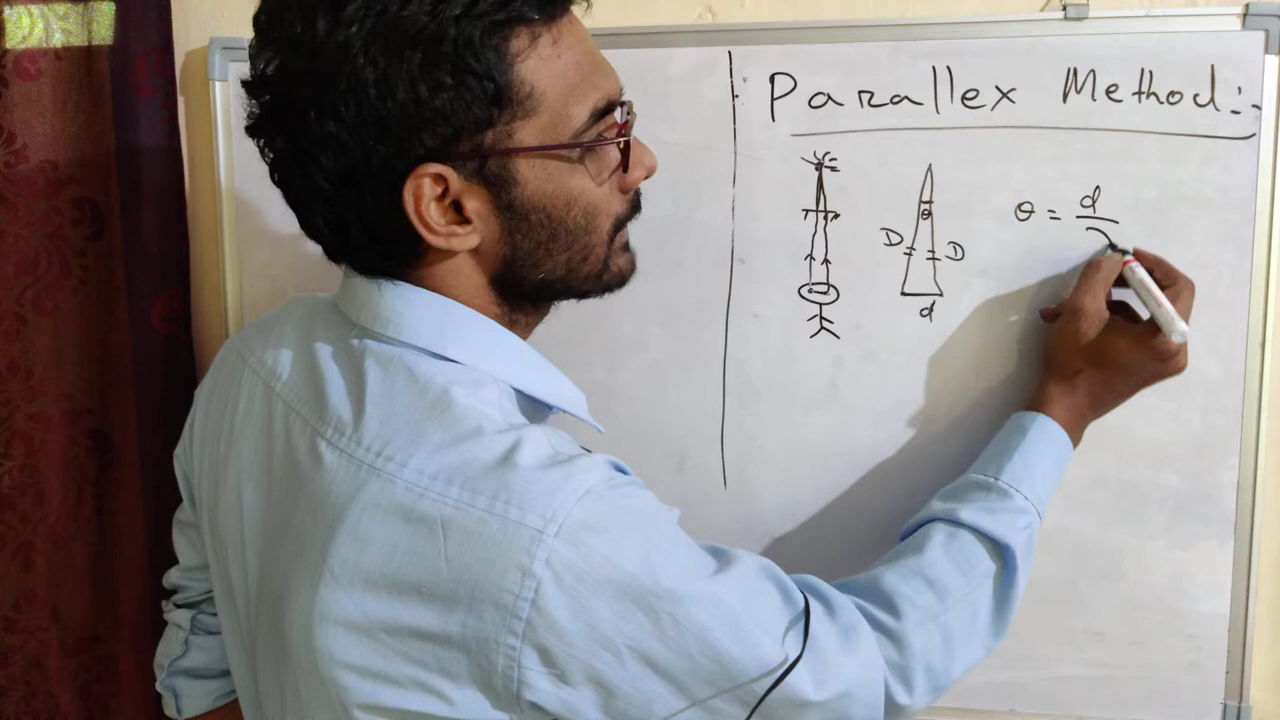 Parallex Method:-
θ
D
D
d
θ = d